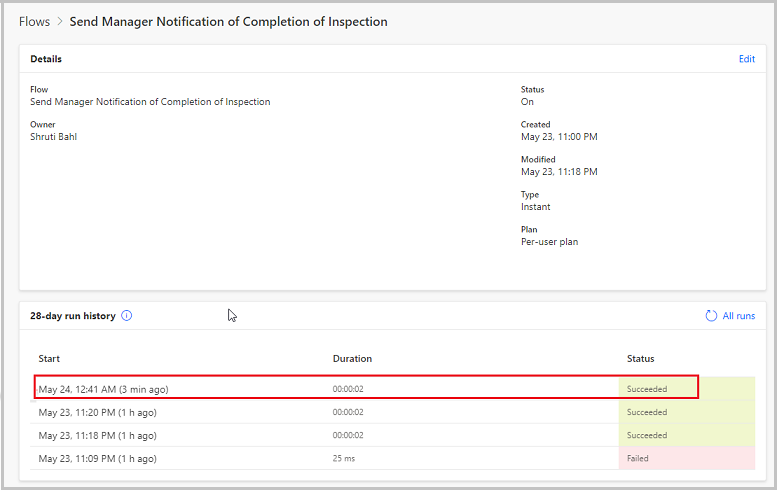 Flows > Send Manager Notification of Completion of Inspection
Details
Edit
Flow
Send Manager Notification of Completion of Inspection
Owner
Shruti Bahl
Status
On
Created
May 23, 11:00 PM
Modified
May 23, 11:18 PM
Type
Instant
Plan
Per-user plan
28-day run history
All runs
Start Duration Status
May 24, 12:41 AM (3 min ago) 00:00:02 Succeeded
May 23, 11:20 PM (1 h ago) 00:00:02 Succeeded
May 23, 11:18 PM (1 h ago) 00:00:02 Succeeded
May 23, 11:09 PM (1 h ago) 25 ms Failed